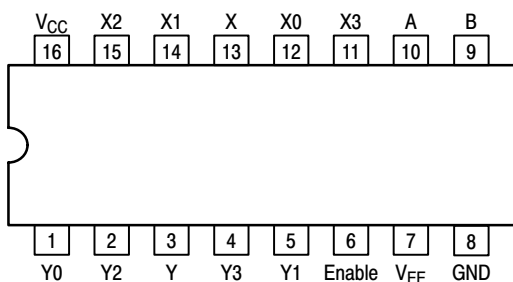 VCC X2 X1 X X0 X3 A B
16 15 14 13 12 11 10 9
1 2 3 4 5 6 7 8
Y0 Y2 Y Y3 Y1 Enable VEE GND